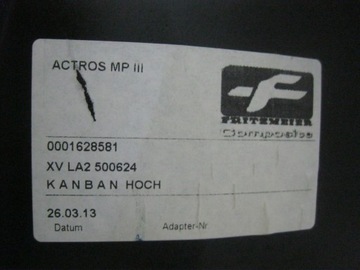 ACTROS MP III
FRITZMEIER
Composite
0001628581
XV LA2 500624
KANBAN HOCH
26.03.13
Datum
Adapter-Nr